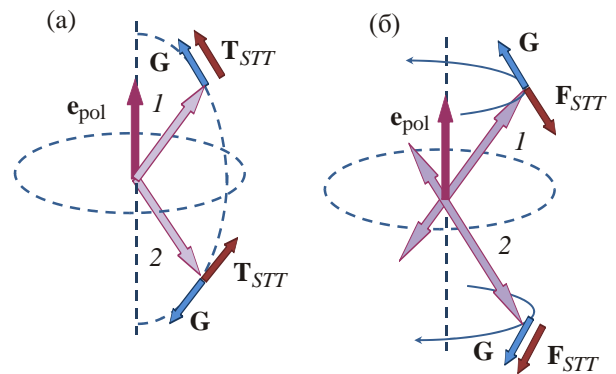 (а)
G
T_STT
e_pol
1
2
T_STT
G
(б)
G
F_STT
e_pol
1
2
G
F_STT